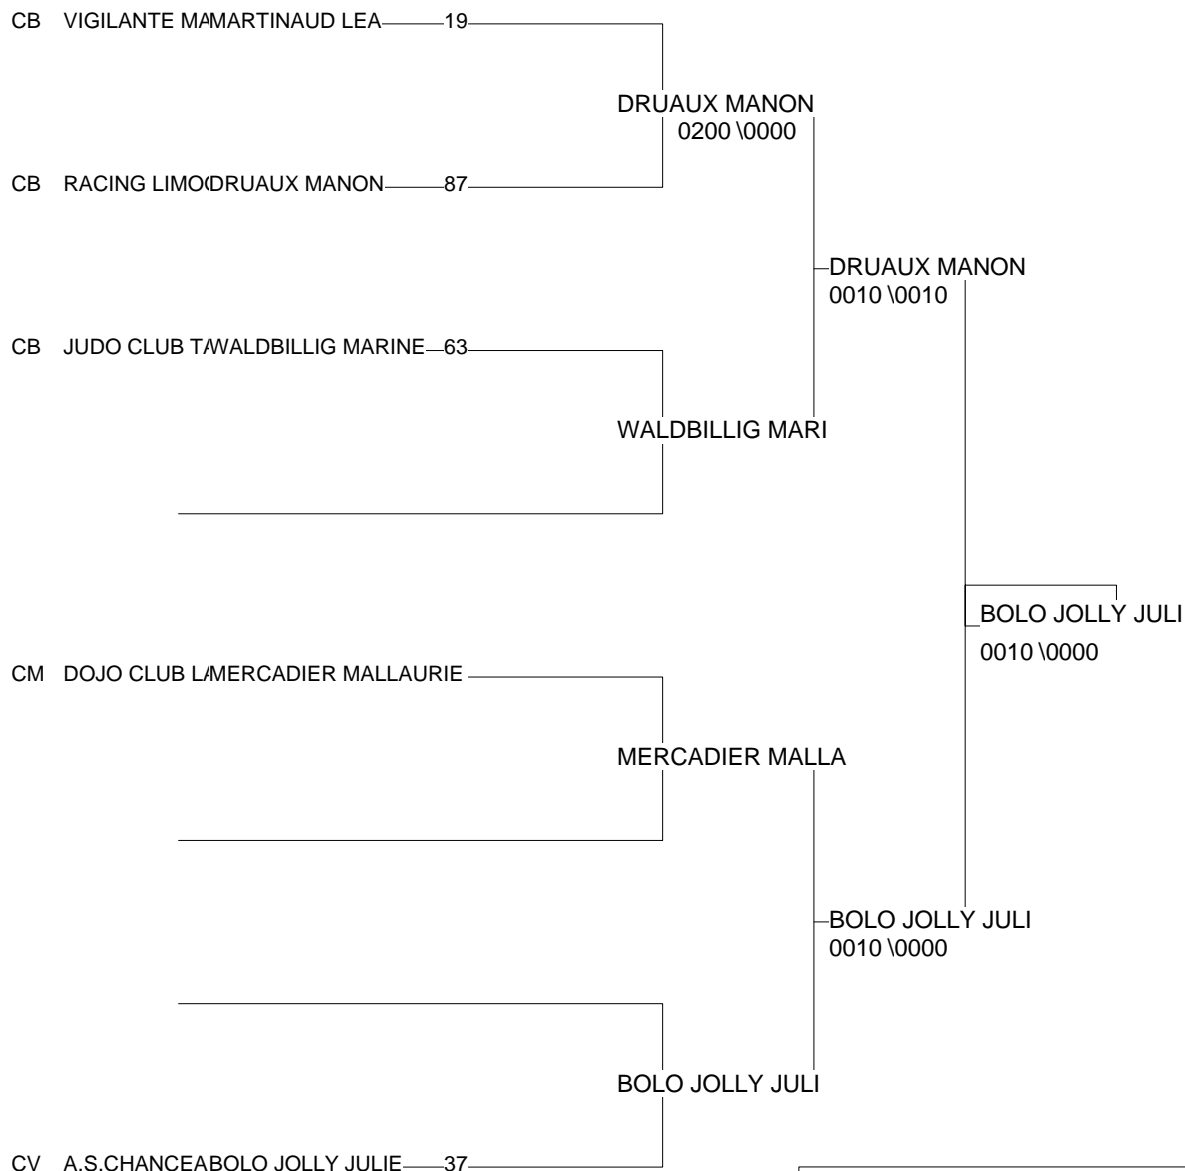 CB VIGILANTE MAMARTINAUD LEA 19
DRUAUX MANON
0200 \0000
CB RACING LIMODRUAUX MANON 87
DRUAUX MANON
0010 \0010
CB JUDO CLUB TAWALDBILLIG MARINE 63
WALDBILLIG MARI
BOLO JOLLY JULI
0010 \0000
CM DOJO CLUB LAMERCADIER MALLAURIE
MERCADIER MALLA
BOLO JOLLY JULI
0010 \0000
BOLO JOLLY JULI
CV A.S.CHANCEABOLO JOLLY JULIE 37